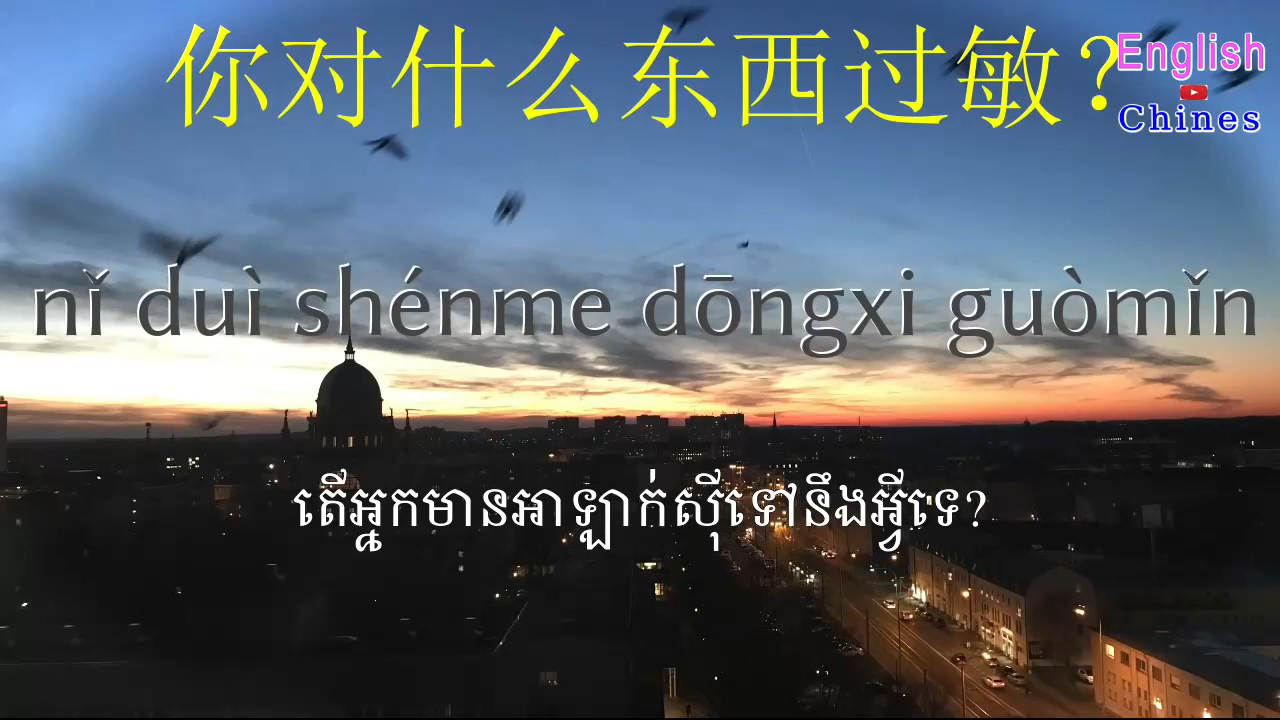 你对什么东西过敏？
English
Chines
nǐ duì shénme dōngxi guòmǐn
តើអ្នកមានអាឡាក់ស៊ីទៅនឹងអ្វីទេ?